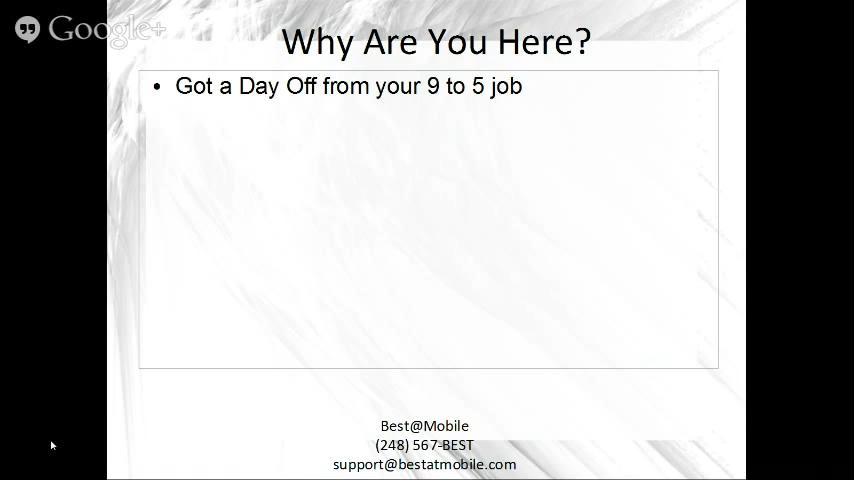 Google+
Why Are You Here?
• Got a Day Off from your 9 to 5 job
Best@Mobile
(248) 567-BEST
support@bestatmobile.com